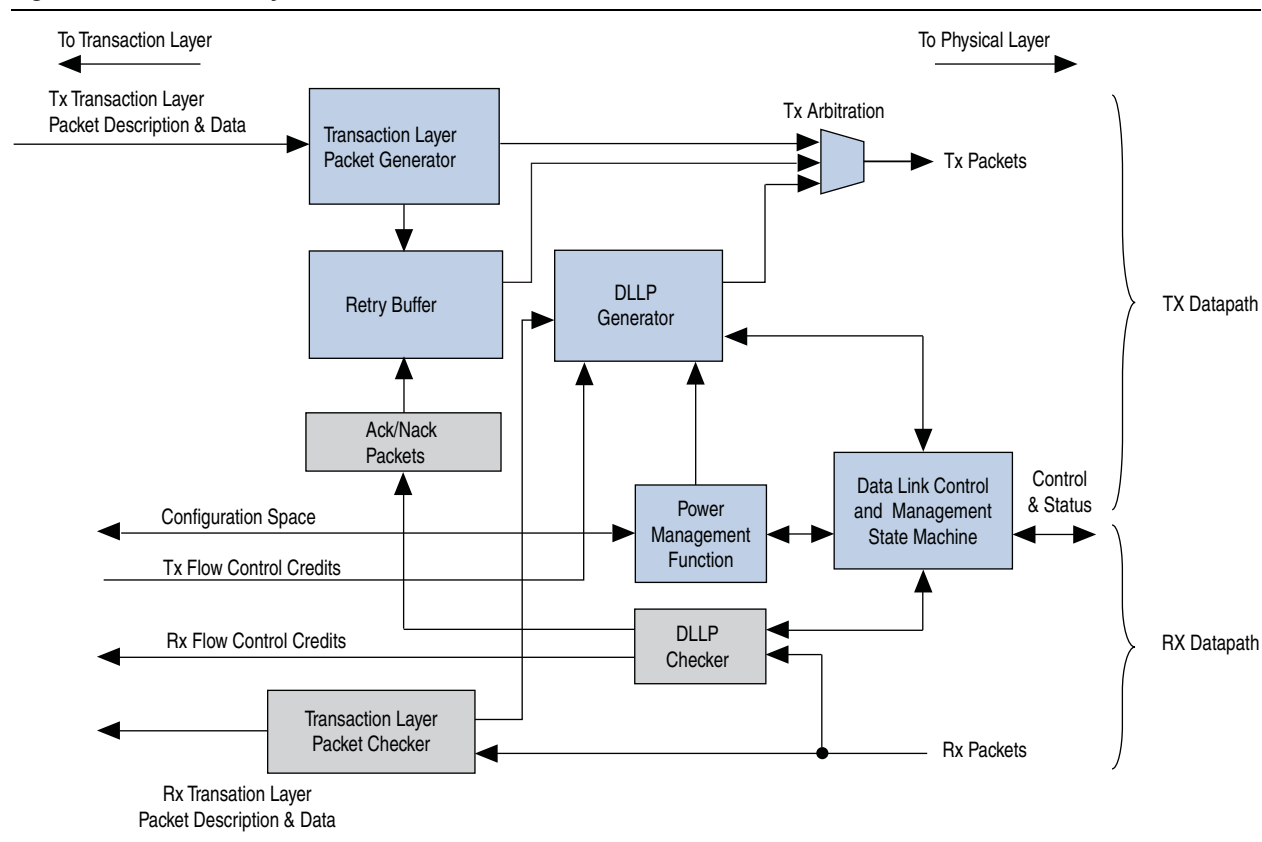 To Transaction Layer
To Physical Layer
Tx Transaction Layer
Packet Description & Data
Transaction Layer
Packet Generator
Tx Arbitration
Tx Packets
Retry Buffer
DLLP
Generator
TX Datapath
Ack/Nack
Packets
Configuration Space
Power
Management
Function
Data Link Control
and Management
State Machine
Control
& Status
Tx Flow Control Credits
Rx Flow Control Credits
DLLP
Checker
RX Datapath
Transaction Layer
Packet Checker
Rx Packets
Rx Transation Layer
Packet Description & Data